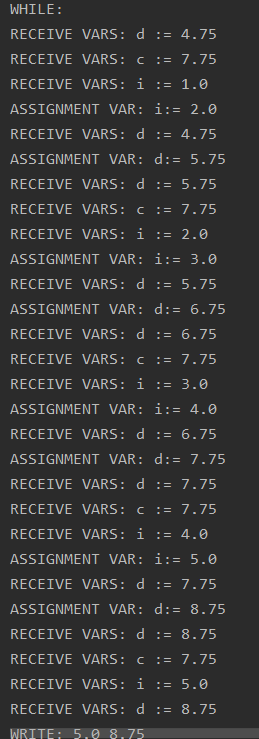 WHILE:
RECEIVE VARS: d := 4.75
RECEIVE VARS: c := 7.75
RECEIVE VARS: i := 1.0
ASSIGNMENT VAR: i:= 2.0
RECEIVE VARS: d := 4.75
ASSIGNMENT VAR: d:= 5.75
RECEIVE VARS: d := 5.75
RECEIVE VARS: c := 7.75
RECEIVE VARS: i := 2.0
ASSIGNMENT VAR: i:= 3.0
RECEIVE VARS: d := 5.75
ASSIGNMENT VAR: d:= 6.75
RECEIVE VARS: d := 6.75
RECEIVE VARS: c := 7.75
RECEIVE VARS: i := 3.0
ASSIGNMENT VAR: i:= 4.0
RECEIVE VARS: d := 6.75
ASSIGNMENT VAR: d:= 7.75
RECEIVE VARS: d := 7.75
RECEIVE VARS: c := 7.75
RECEIVE VARS: i := 4.0
ASSIGNMENT VAR: i:= 5.0
RECEIVE VARS: d := 7.75
ASSIGNMENT VAR: d:= 8.75
RECEIVE VARS: d := 8.75
RECEIVE VARS: c := 7.75
RECEIVE VARS: i := 5.0
RECEIVE VARS: d := 8.75
WRITE: 5.0 8.75